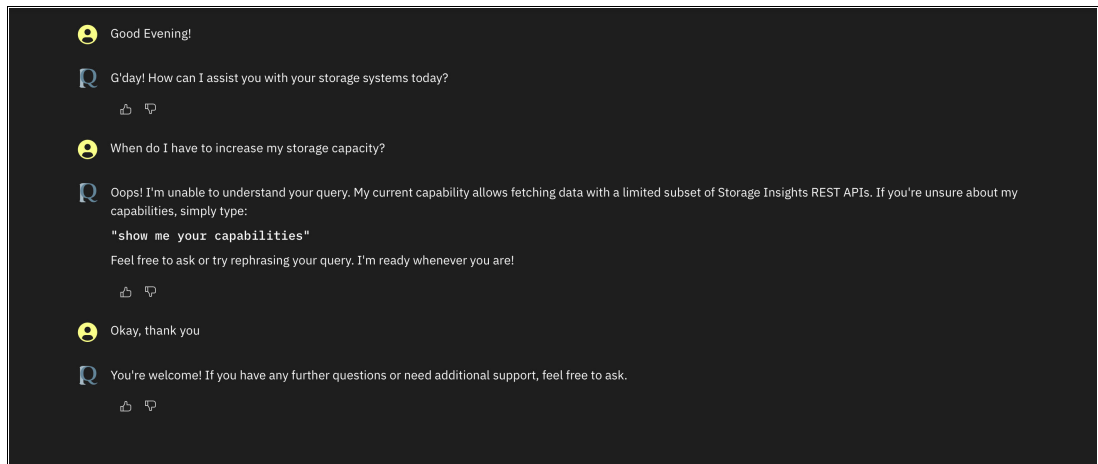 Good Evening!
G'day! How can I assist you with your storage systems today?
When do I have to increase my storage capacity?
Oops! I'm unable to understand your query. My current capability allows fetching data with a limited subset of Storage Insights REST APIs. If you're unsure about my
capabilities, simply type:
"show me your capabilities"
Feel free to ask or try rephrasing your query. I'm ready whenever you are!
Okay, thank you
You're welcome! If you have any further questions or need additional support, feel free to ask.